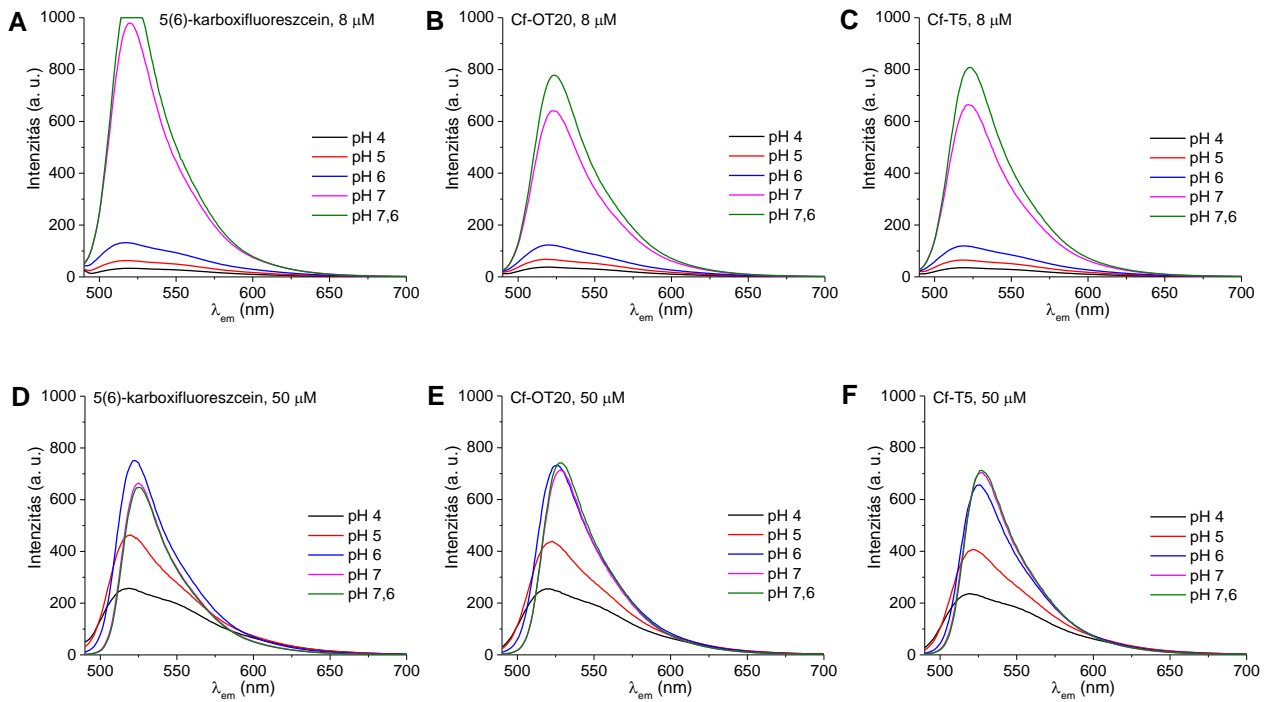 A
5(6)-karboxifluoreszcein, 8 μM
1000
800
600
400
200
0
Intenzitás (a. u.)
pH 4
pH 5
pH 6
pH 7
pH 7,6
500 550 600 650 700
λem (nm)
B
Cf-OT20, 8 μM
1000
800
600
400
200
0
Intenzitás (a. u.)
pH 4
pH 5
pH 6
pH 7
pH 7,6
500 550 600 650 700
λem (nm)
C
Cf-T5, 8 μM
1000
800
600
400
200
0
Intenzitás (a. u.)
pH 4
pH 5
pH 6
pH 7
pH 7,6
500 550 600 650 700
λem (nm)
D
5(6)-karboxifluoreszcein, 50 μM
1000
800
600
400
200
0
Intenzitás (a. u.)
pH 4
pH 5
pH 6
pH 7
pH 7,6
500 550 600 650 700
λem (nm)
E
Cf-OT20, 50 μM
1000
800
600
400
200
0
Intenzitás (a. u.)
pH 4
pH 5
pH 6
pH 7
pH 7,6
500 550 600 650 700
λem (nm)
F
Cf-T5, 50 μM
1000
800
600
400
200
0
Intenzitás (a. u.)
pH 4
pH 5
pH 6
pH 7
pH 7,6
500 550 600 650 700
λem (nm)